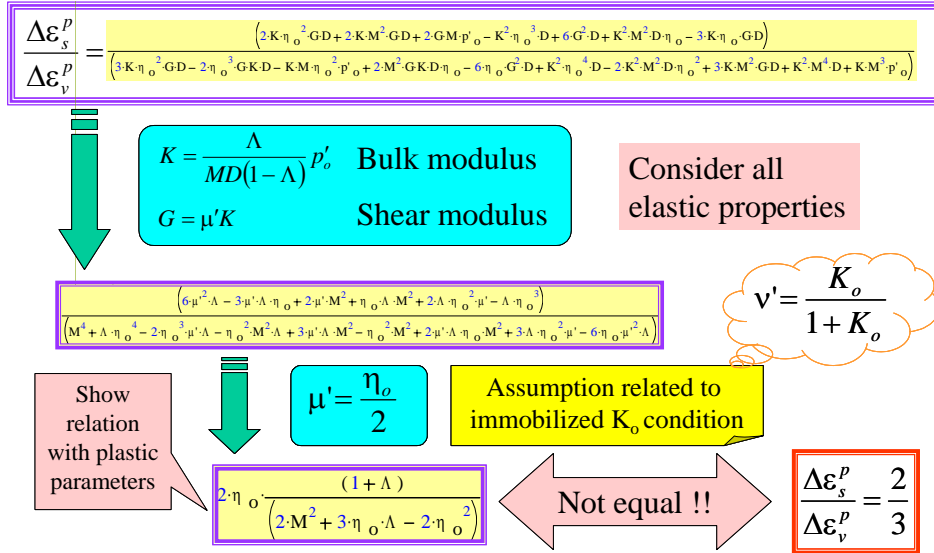 Δε_s^p / Δε_v^p = (2·K·η_o^2·G·D + 2·K·M^2·G·D + 2·G·M·p'_o − K^2·η_o^3·D + 6·G^2·D + K^2·M^2·D·η_o − 3·K·η_o·G·D) / (3·K·η_o^2·G·D − 2·η_o^3·G·K·D − K·M·η_o^2·p'_o + 2·M^2·G·K·D·η_o − 6·η_o·G^2·D + K^2·η_o^4·D − 2·K^2·M^2·D·η_o^2 + 3·K·M^2·G·D + K^2·M^4·D + K·M^3·p'_o)
K = Λ / MD(1 − Λ) p'_o Bulk modulus
G = μ'K Shear modulus
Consider all
elastic properties
(6·μ'^2·Λ − 3·μ'·Λ·η_o + 2·μ'·M^2 + η_o·Λ·M^2 + 2·Λ·η_o^2·μ' − Λ·η_o^3) / (M^4 + Λ·η_o^4 − 2·η_o^3·μ'·Λ − η_o^2·M^2·Λ + 3·μ'·Λ·M^2 − η_o^2·M^2 + 2·μ'·Λ·η_o·M^2 + 3·Λ·η_o^2·μ' − 6·η_o·μ'^2·Λ)
ν' = K_o / 1 + K_o
Show
relation
with plastic
parameters
μ' = η_o / 2
Assumption related to
immobilized K_o condition
2·η_o · (1 + Λ) / (2·M^2 + 3·η_o·Λ − 2·η_o^2)
Not equal !!
Δε_s^p / Δε_v^p = 2 / 3